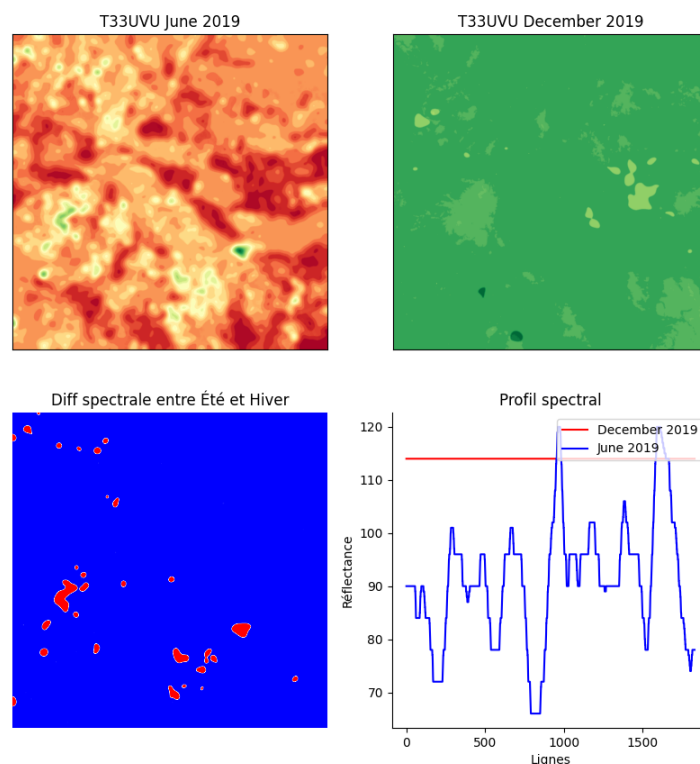 T33UVU June 2019
T33UVU December 2019
Diff spectrale entre Été et Hiver
Profil spectral
December 2019
June 2019
120
110
100
90
80
70
Réflectance
0
500
1000
1500
Lignes